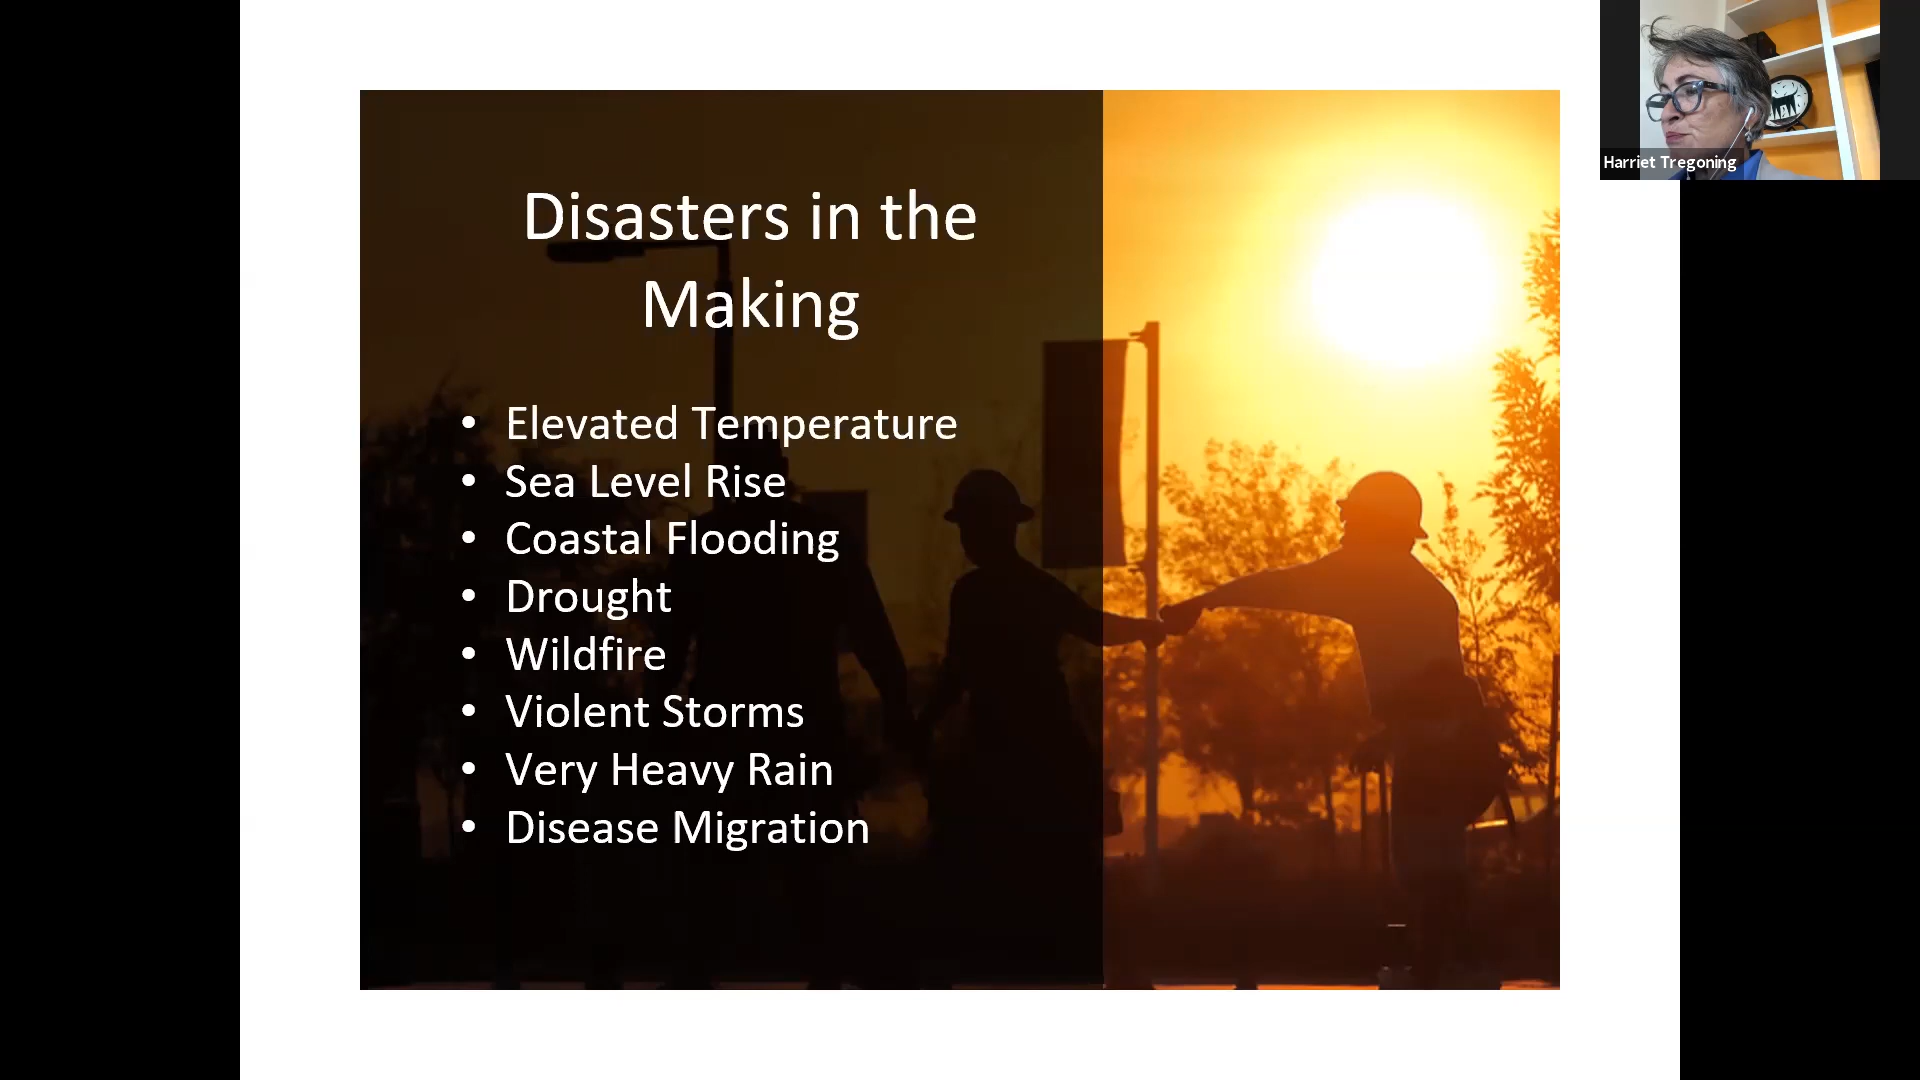 Disasters in the
Making
• Elevated Temperature
• Sea Level Rise
• Coastal Flooding
• Drought
• Wildfire
• Violent Storms
• Very Heavy Rain
• Disease Migration
Harriet Tregoning